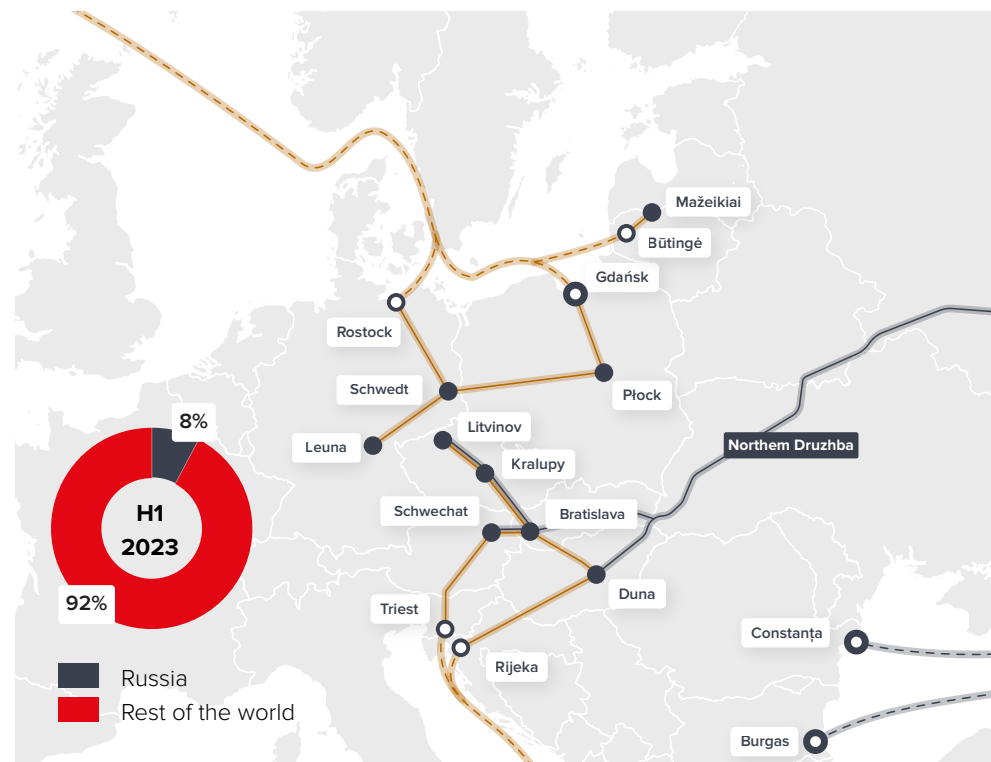 Mažeikiai
Būtingė
Gdańsk
Rostock
Schwedt
Płock
Litvinov
Leuna
Kralupy
Northem Druzhba
8%
H1
2023
92%
Schwechat
Bratislava
Duna
Triest
Constanța
Rijeka
Russia
Rest of the world
Burgas